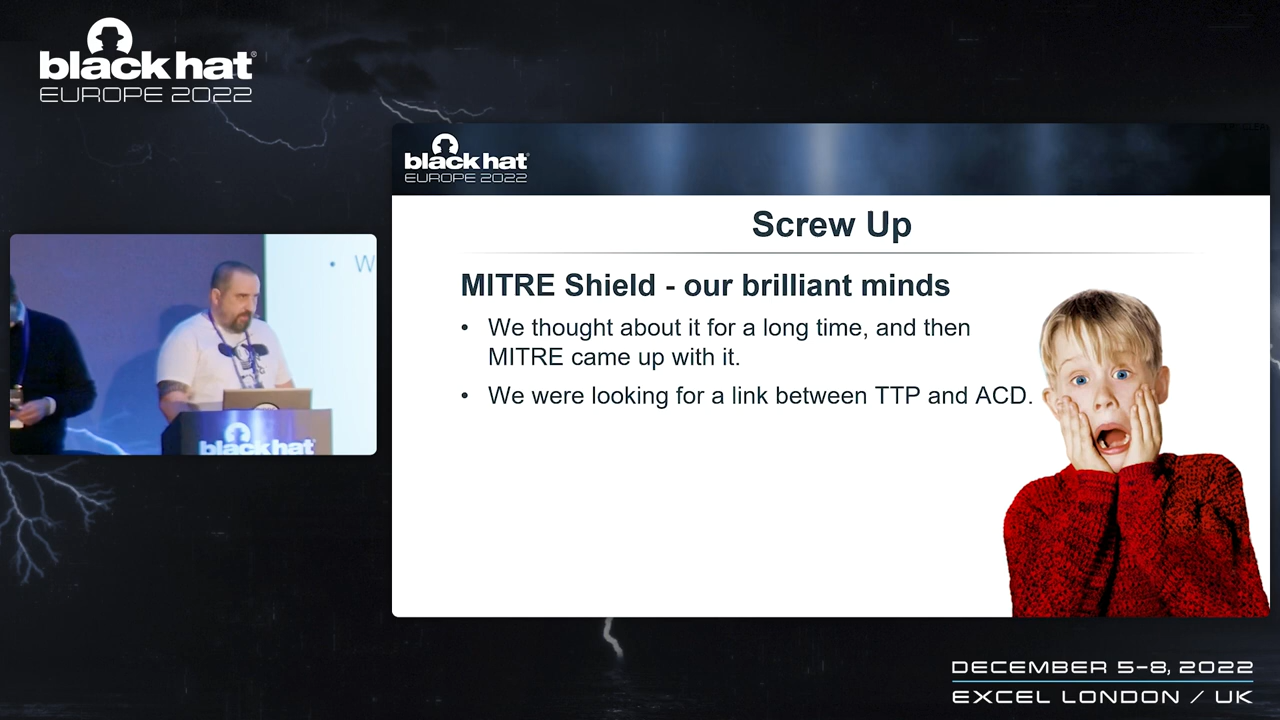 black hat®
EUROPE 2022
black hat®
EUROPE 2022
Screw Up
MITRE Shield - our brilliant minds
• We thought about it for a long time, and then
MITRE came up with it.
• We were looking for a link between TTP and ACD.
• W
black hat
DECEMBER 5-8, 2022
EXCEL LONDON / UK